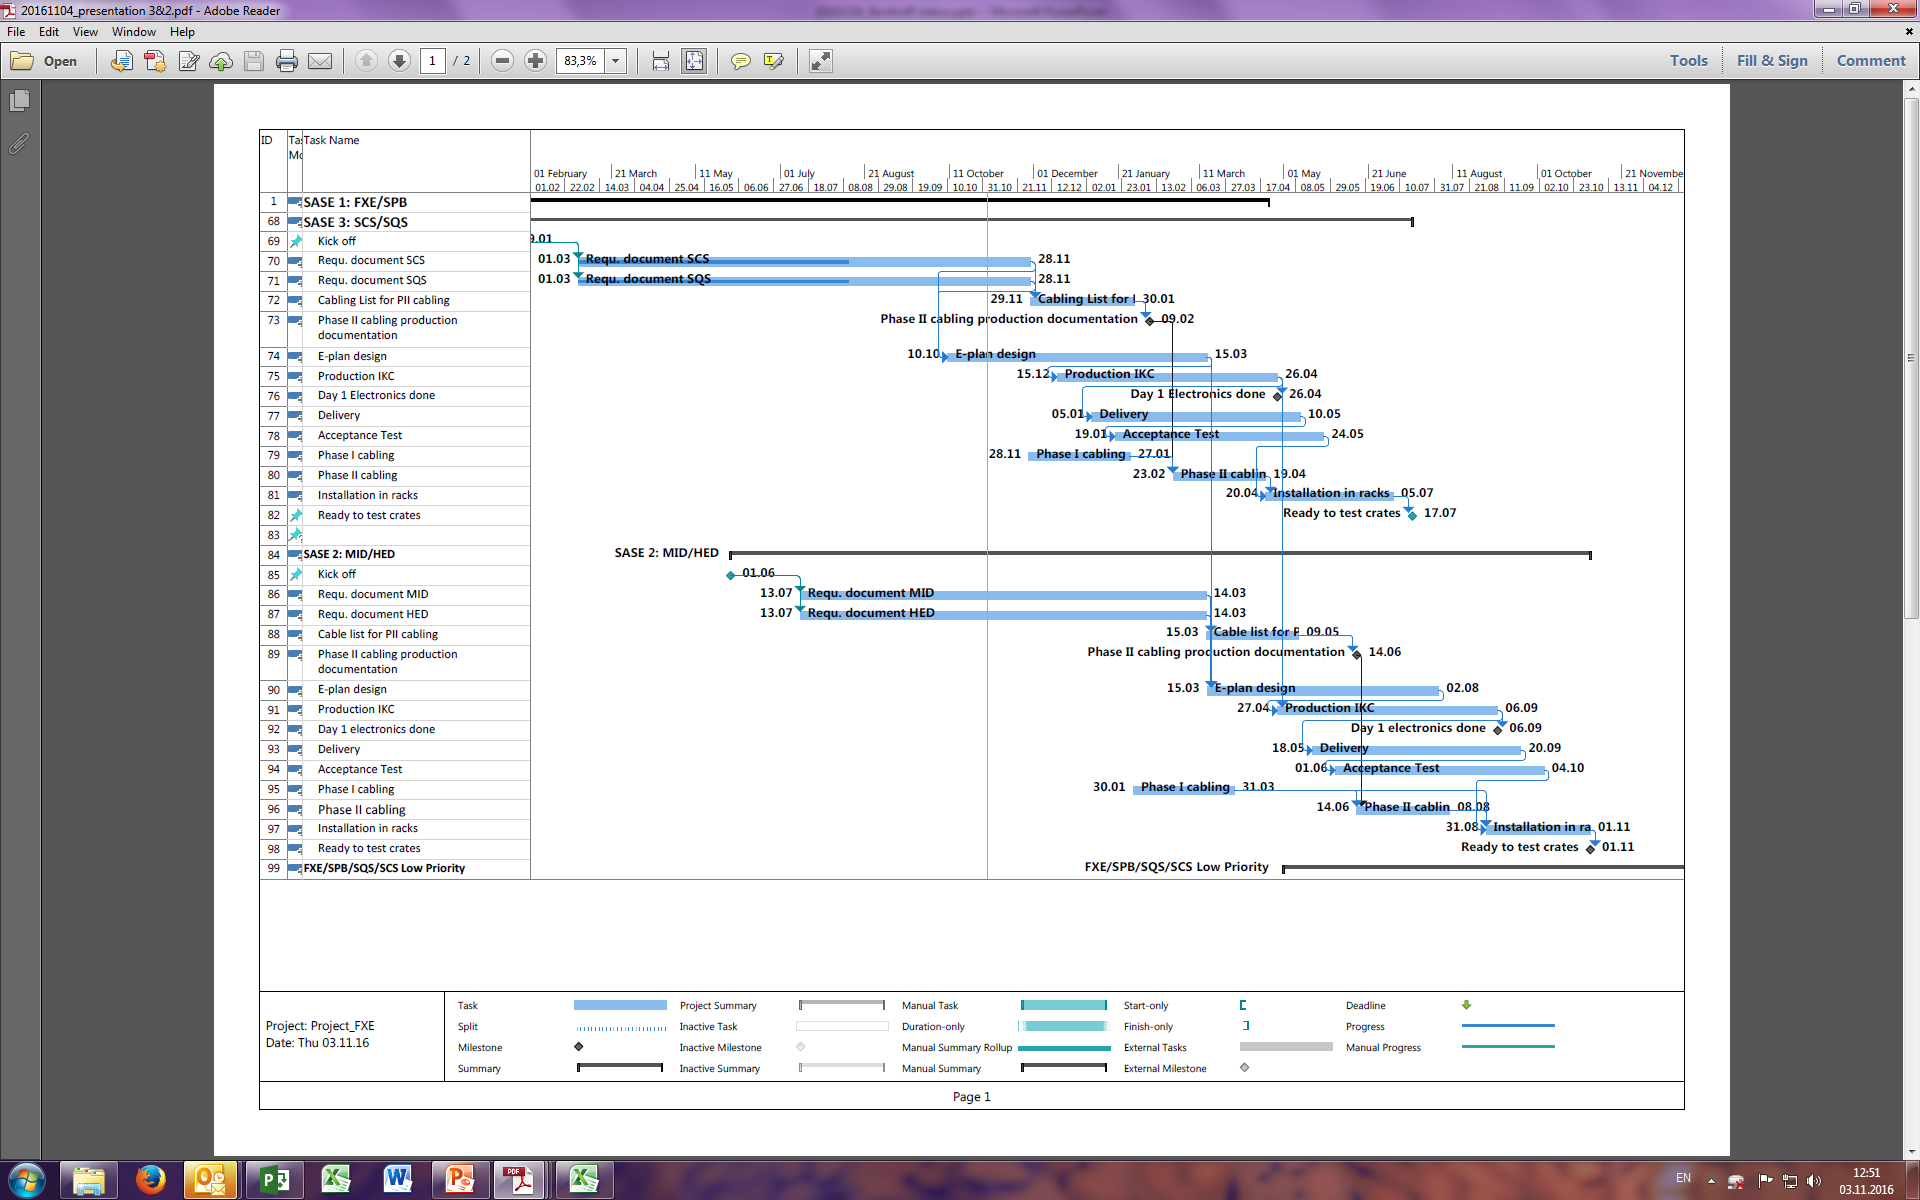 20161104_presentation 3&2.pdf - Adobe Reader
File Edit View Window Help
Open 1 / 2 83,3% Tools Fill & Sign Comment
ID Task Name
01 February 21 March 11 May 01 July 21 August 11 October 01 December 21 January 11 March 01 May 21 June 11 August 01 October 21 Novembe
01.02 22.02 14.03 04.04 25.04 16.05 06.06 27.06 18.07 08.08 29.08 19.09 10.10 31.10 21.11 12.12 02.01 23.01 13.02 06.03 27.03 17.04 08.05 29.05 19.06 10.07 31.07 21.08 11.09 02.10 23.10 13.11 04.12
1 SASE 1: FXE/SPB
68 SASE 3: SCS/SQS
69 Kick off 9.01
70 Requ. document SCS 01.03 Requ. document SCS 28.11
71 Requ. document SQS 01.03 Requ. document SQS 28.11
72 Cabling List for PII cabling 29.11 Cabling List for 30.01
73 Phase II cabling production Phase II cabling production documentation 09.02
documentation
74 E-plan design 10.10 E-plan design 15.03
75 Production IKC 15.12 Production IKC 26.04
76 Day 1 Electronics done Day 1 Electronics done 26.04
77 Delivery 05.01 Delivery 10.05
78 Acceptance Test 19.01 Acceptance Test 24.05
79 Phase I cabling 28.11 Phase I cabling 27.01
80 Phase II cabling 23.02 Phase II cablin 19.04
81 Installation in racks 20.04 Installation in racks 05.07
82 Ready to test crates Ready to test crates 17.07
83
84 SASE 2: MID/HED SASE 2: MID/HED
85 Kick off 01.06
86 Requ. document MID 13.07 Requ. document MID 14.03
87 Requ. document HED 13.07 Requ. document HED 14.03
88 Cable list for PII cabling 15.03 Cable list for P 09.05
89 Phase II cabling production Phase II cabling production documentation 14.06
documentation
90 E-plan design 15.03 E-plan design 02.08
91 Production IKC 27.04 Production IKC 06.09
92 Day 1 electronics done Day 1 electronics done 06.09
93 Delivery 18.05 Delivery 20.09
94 Acceptance Test 01.06 Acceptance Test 04.10
95 Phase I cabling 30.01 Phase I cabling 31.03
96 Phase II cabling 14.06 Phase II cablin 08.08
97 Installation in racks 31.08 Installation in ra 01.11
98 Ready to test crates Ready to test crates 01.11
99 FXE/SPB/SQS/SCS Low Priority FXE/SPB/SQS/SCS Low Priority
Project: Project_FXE
Date: Thu 03.11.16
Task Project Summary Manual Task Start-only Deadline
Split Inactive Task Duration-only Finish-only Progress
Milestone Inactive Milestone Manual Summary Rollup External Tasks Manual Progress
Summary Inactive Summary Manual Summary External Milestone
Page 1
EN 12:51
03.11.2016